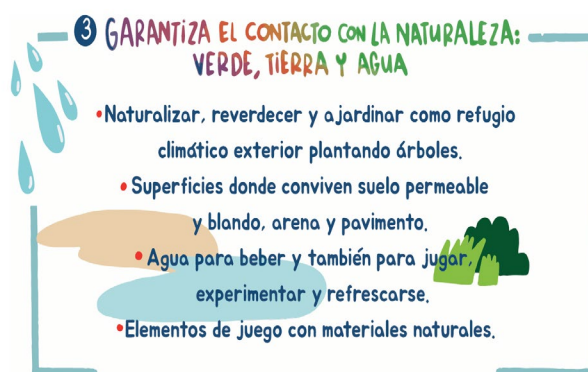 3 GARANTIZA EL CONTACTO CON LA NATURALEZA:
VERDE, TIERRA Y AGUA
• Naturalizar, reverdecer y ajardinar como refugio
climático exterior plantando árboles.
• Superficies donde conviven suelo permeable
y blando, arena y pavimento.
• Agua para beber y también para jugar,
experimentar y refrescarse.
• Elementos de juego con materiales naturales.